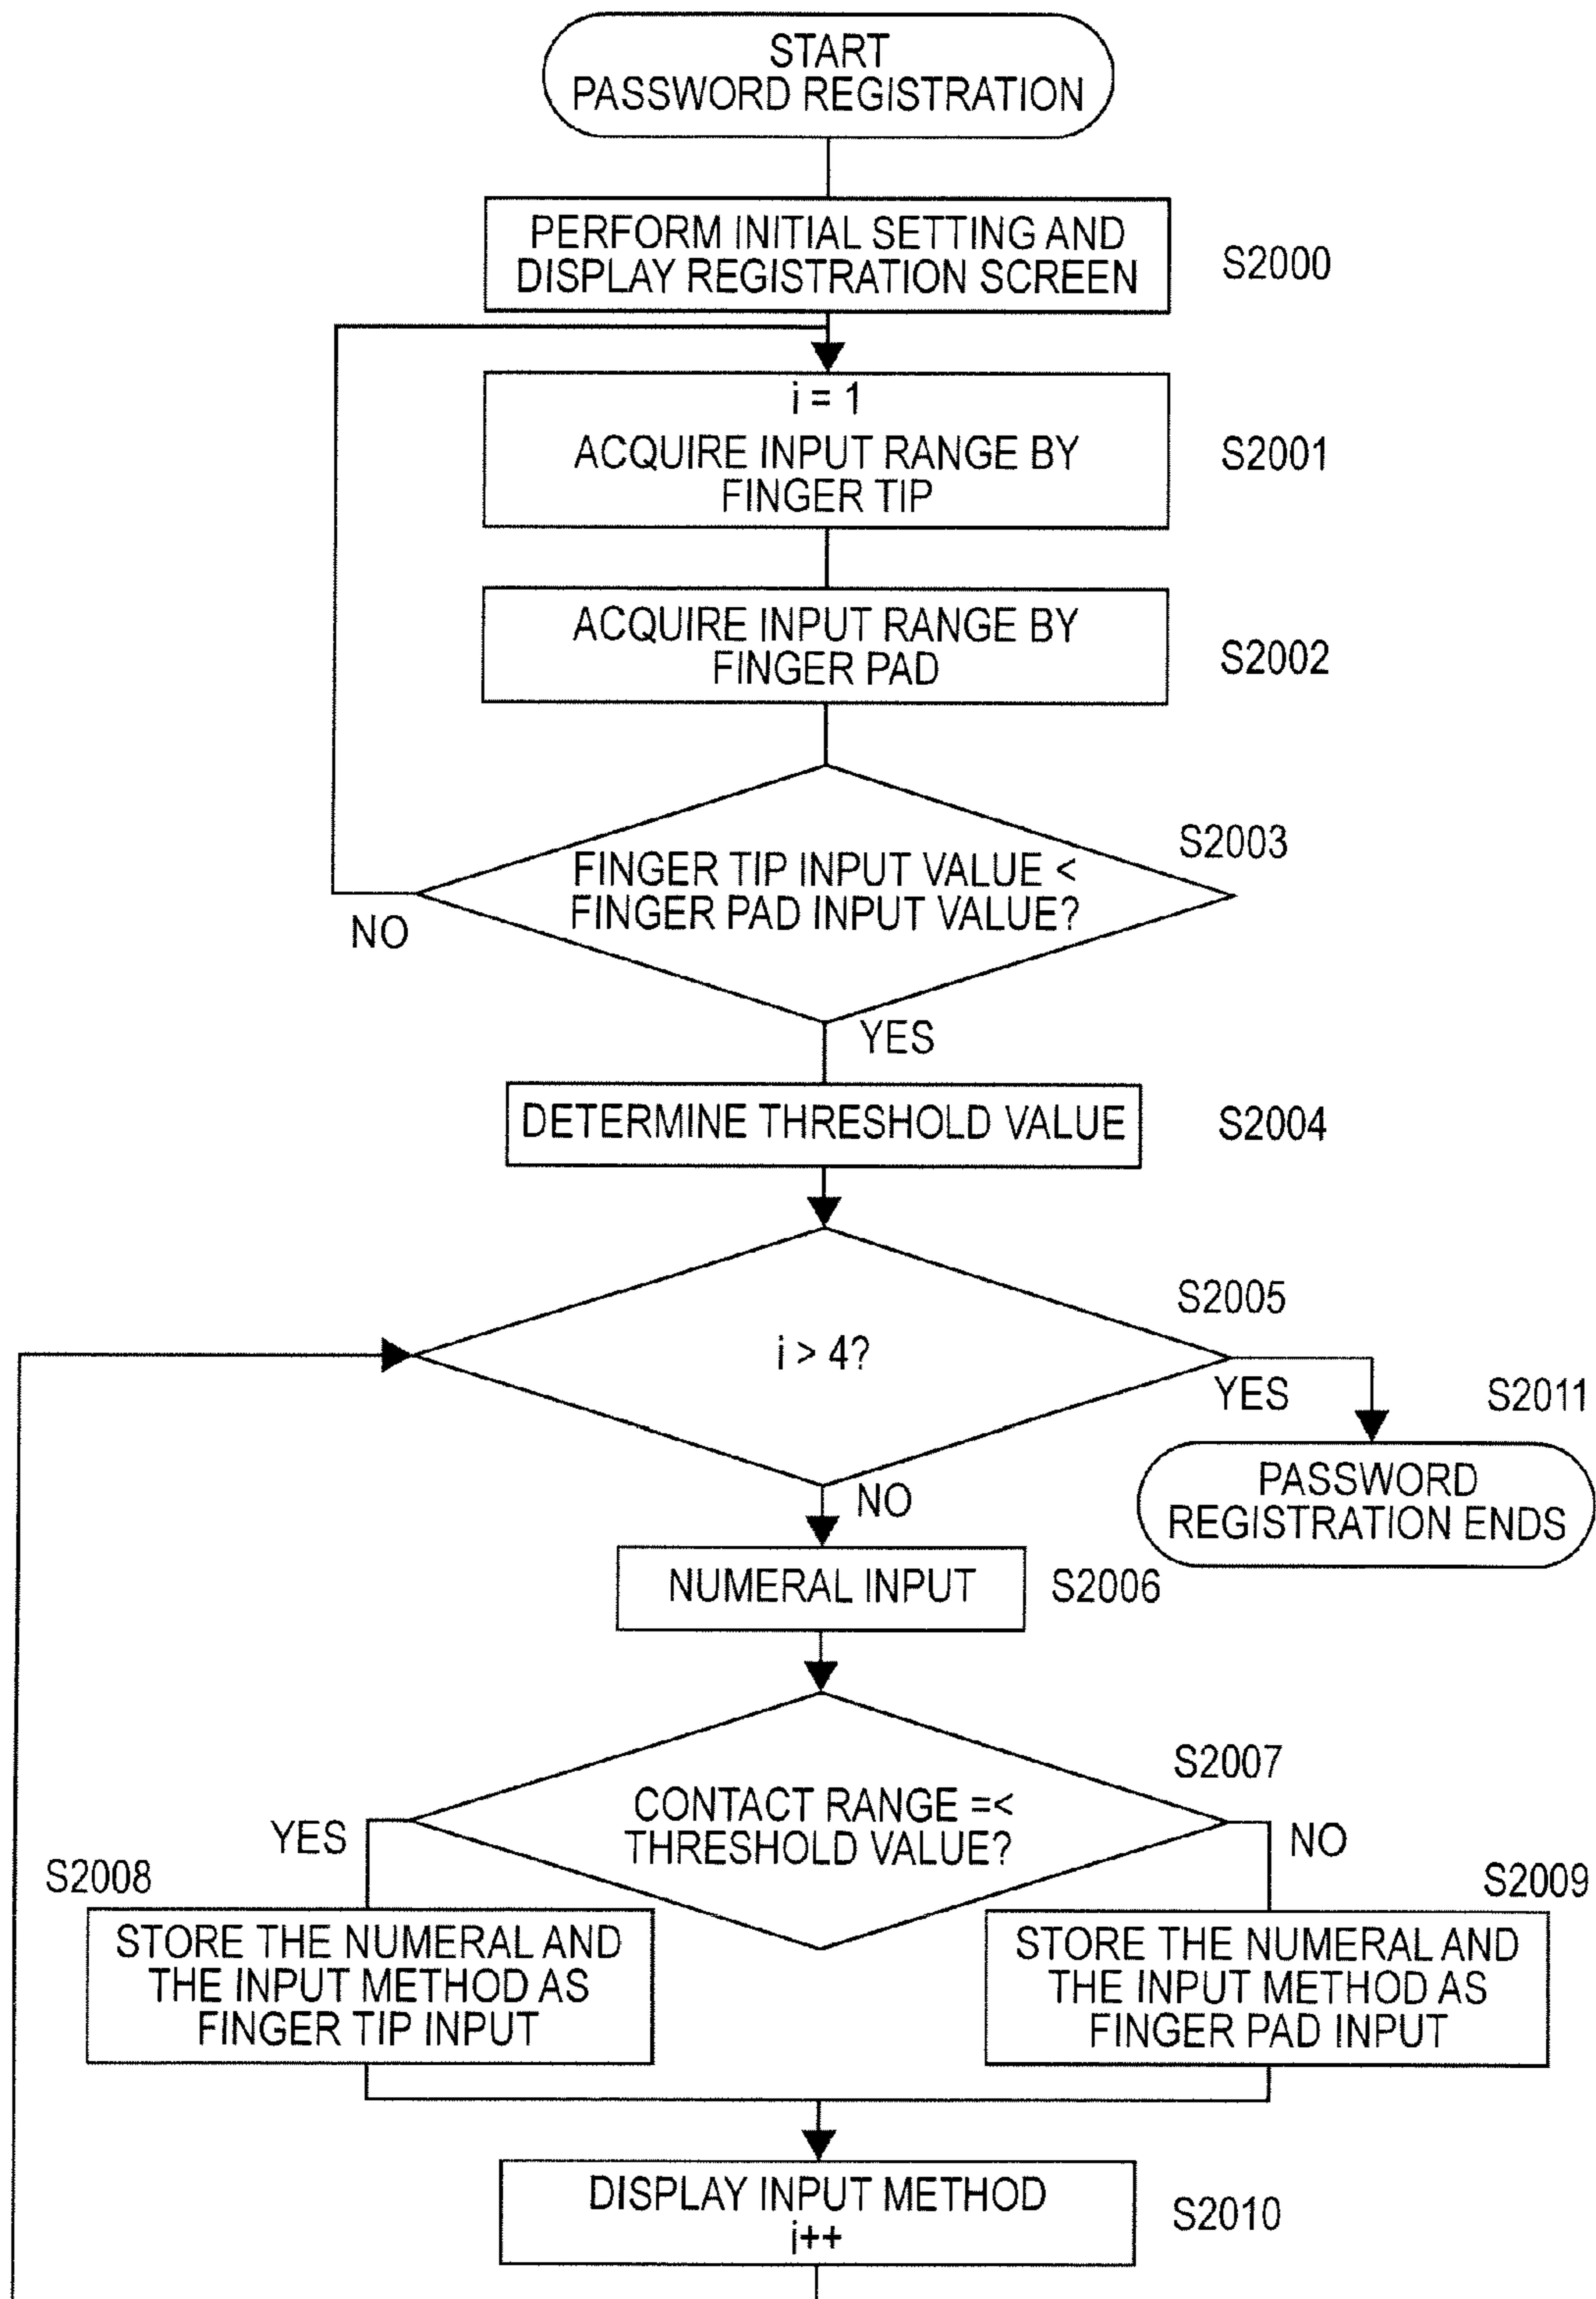 START
PASSWORD REGISTRATION
PERFORM INITIAL SETTING AND
DISPLAY REGISTRATION SCREEN
S2000
i = 1
ACQUIRE INPUT RANGE BY
FINGER TIP
S2001
ACQUIRE INPUT RANGE BY
FINGER PAD
S2002
S2003
FINGER TIP INPUT VALUE <
FINGER PAD INPUT VALUE?
NO
YES
DETERMINE THRESHOLD VALUE
S2004
S2005
i > 4?
YES
S2011
PASSWORD
REGISTRATION ENDS
NO
NUMERAL INPUT
S2006
S2007
CONTACT RANGE =<
THRESHOLD VALUE?
YES
NO
S2008
STORE THE NUMERAL AND
THE INPUT METHOD AS
FINGER TIP INPUT
S2009
STORE THE NUMERAL AND
THE INPUT METHOD AS
FINGER PAD INPUT
DISPLAY INPUT METHOD
i++
S2010